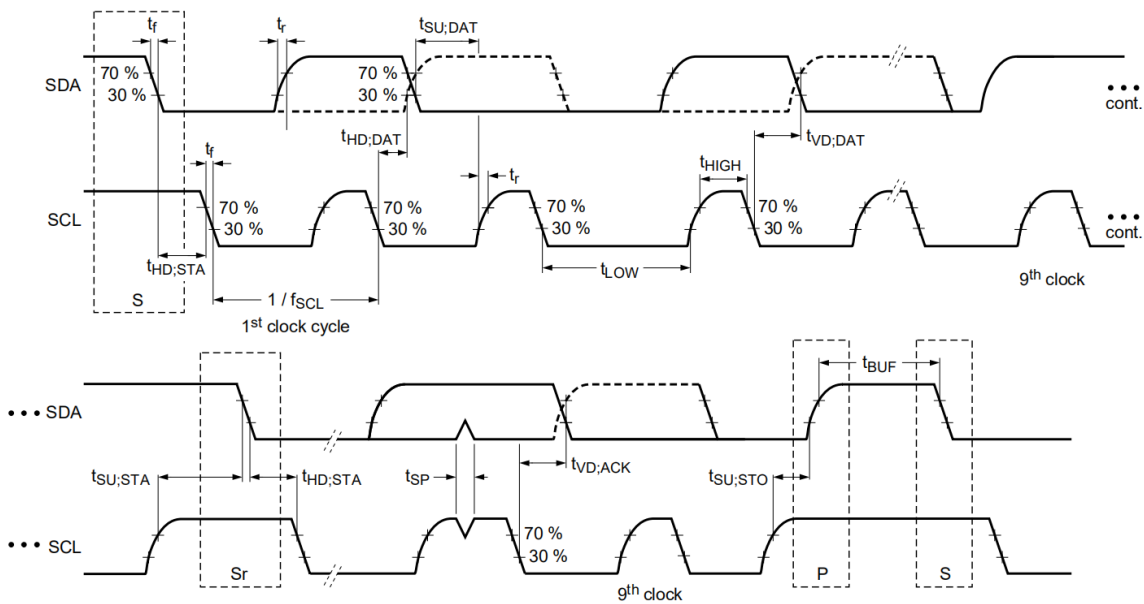 tf
tr
tSU;DAT
SDA
70 %
30 %
70 %
30 %
cont.
tHD;DAT
tVD;DAT
tf
tr
tHIGH
SCL
70 %
30 %
70 %
30 %
70 %
30 %
70 %
30 %
cont.
tHD;STA
tLOW
S
1 / fSCL
1st clock cycle
9th clock
tBUF
SDA
tSU;STA
tHD;STA
tSP
tVD;ACK
tSU;STO
SCL
70 %
30 %
Sr
9th clock
P
S